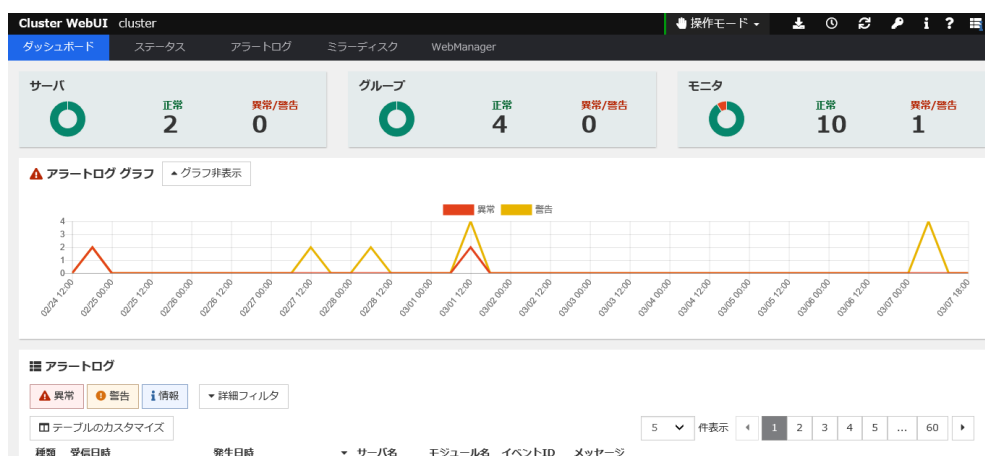 Cluster WebUI cluster 操作モード
ダッシュボード ステータス アラートログ ミラーディスク WebManager
サーバ
正常 異常/警告
2 0
グループ
正常 異常/警告
4 0
モニタ
正常 異常/警告
10 1
アラートログ グラフ グラフ非表示
異常 警告
4
3
2
1
0
02/24 12:00 02/25 00:00 02/25 12:00 02/26 00:00 02/26 12:00 02/27 00:00 02/27 12:00 02/28 00:00 02/28 12:00 03/01 00:00 03/01 12:00 03/02 00:00 03/02 12:00 03/03 00:00 03/03 12:00 03/04 00:00 03/04 12:00 03/05 00:00 03/05 12:00 03/06 00:00 03/06 12:00 03/07 00:00 03/07 18:00
アラートログ
異常 警告 情報 詳細フィルタ
テーブルのカスタマイズ 5 件表示 1 2 3 4 5 ... 60
種類 受信日時 発生日時 サーバ名 モジュール名 イベントID メッセージ